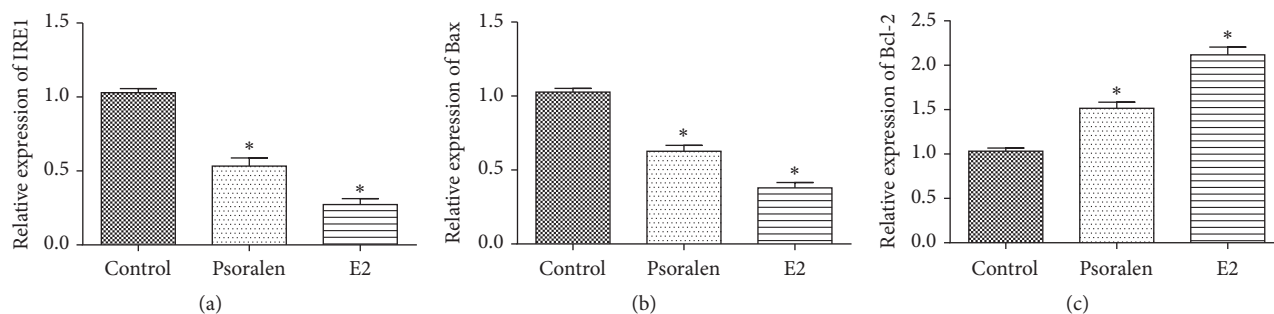 Relative expression of IRE1
1.5
1.0
0.5
0.0
*
*
Control Psoralen E2
(a)
Relative expression of Bax
1.5
1.0
0.5
0.0
*
*
Control Psoralen E2
(b)
Relative expression of Bcl-2
2.5
2.0
1.5
1.0
0.5
0.0
*
*
Control Psoralen E2
(c)